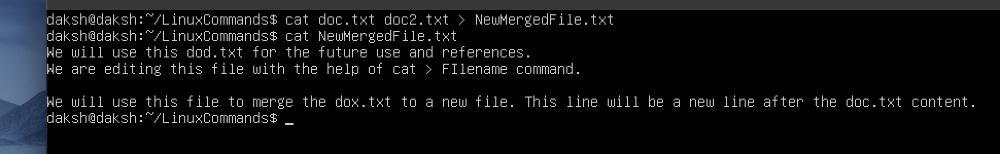 daksh@daksh:~/LinuxCommands$ cat doc.txt doc2.txt > NewMergedFile.txt
daksh@daksh:~/LinuxCommands$ cat NewMergedFile.txt
We will use this dod.txt for the future use and references.
We are editing this file with the help of cat > FIlename command.
We will use this file to merge the dox.txt to a new file. This line will be a new line after the doc.txt content.
daksh@daksh:~/LinuxCommands$ _